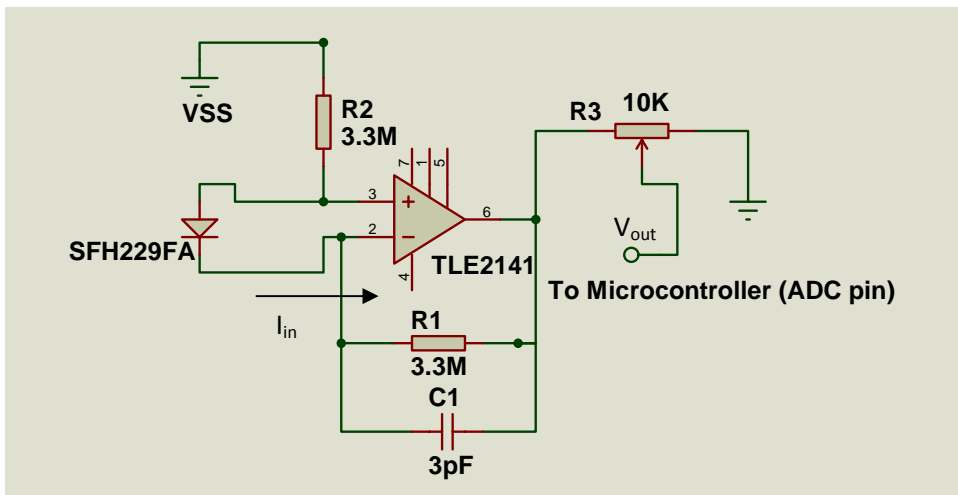 VSS
R2
3.3M
R3
10K
7
1
5
3
+
2
−
6
4
SFH229FA
TLE2141
Vout
To Microcontroller (ADC pin)
Iin
R1
3.3M
C1
3pF